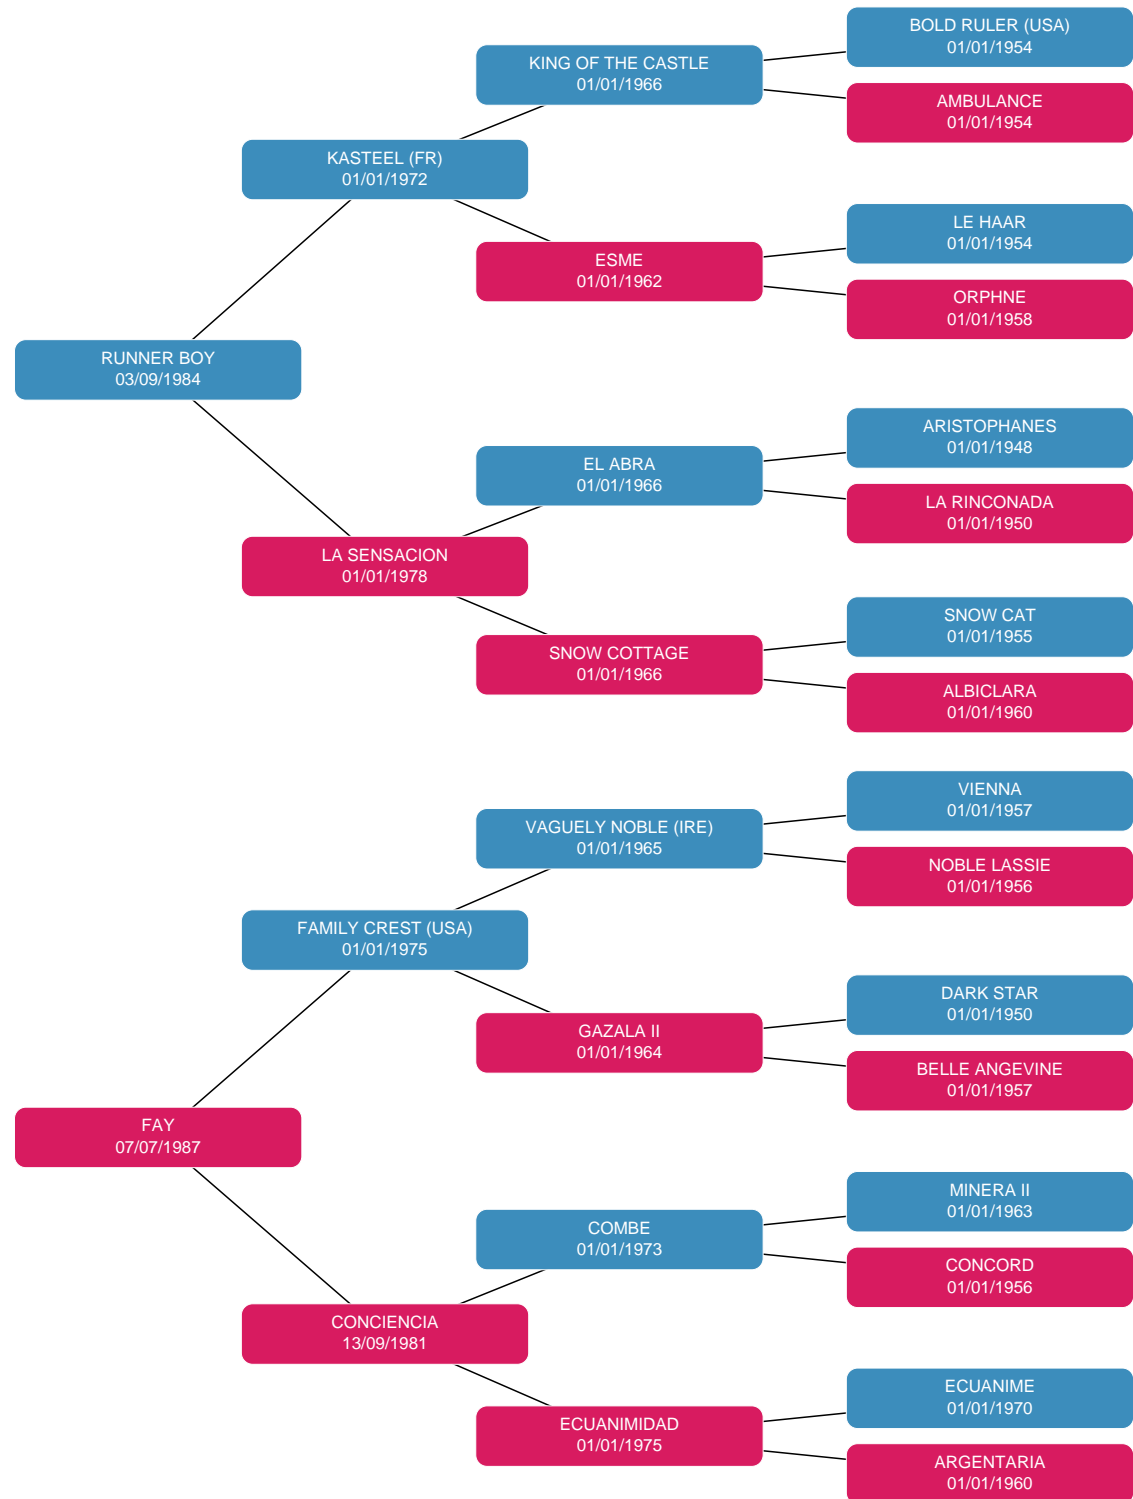 BOLD RULER (USA)
01/01/1954
KING OF THE CASTLE
01/01/1966
AMBULANCE
01/01/1954
KASTEEL (FR)
01/01/1972
LE HAAR
01/01/1954
ESME
01/01/1962
ORPHNE
01/01/1958
RUNNER BOY
03/09/1984
ARISTOPHANES
01/01/1948
EL ABRA
01/01/1966
LA RINCONADA
01/01/1950
LA SENSACION
01/01/1978
SNOW CAT
01/01/1955
SNOW COTTAGE
01/01/1966
ALBICLARA
01/01/1960
VIENNA
01/01/1957
VAGUELY NOBLE (IRE)
01/01/1965
NOBLE LASSIE
01/01/1956
FAMILY CREST (USA)
01/01/1975
DARK STAR
01/01/1950
GAZALA II
01/01/1964
BELLE ANGEVINE
01/01/1957
FAY
07/07/1987
MINERA II
01/01/1963
COMBE
01/01/1973
CONCORD
01/01/1956
CONCIENCIA
13/09/1981
ECUANIME
01/01/1970
ECUANIMIDAD
01/01/1975
ARGENTARIA
01/01/1960